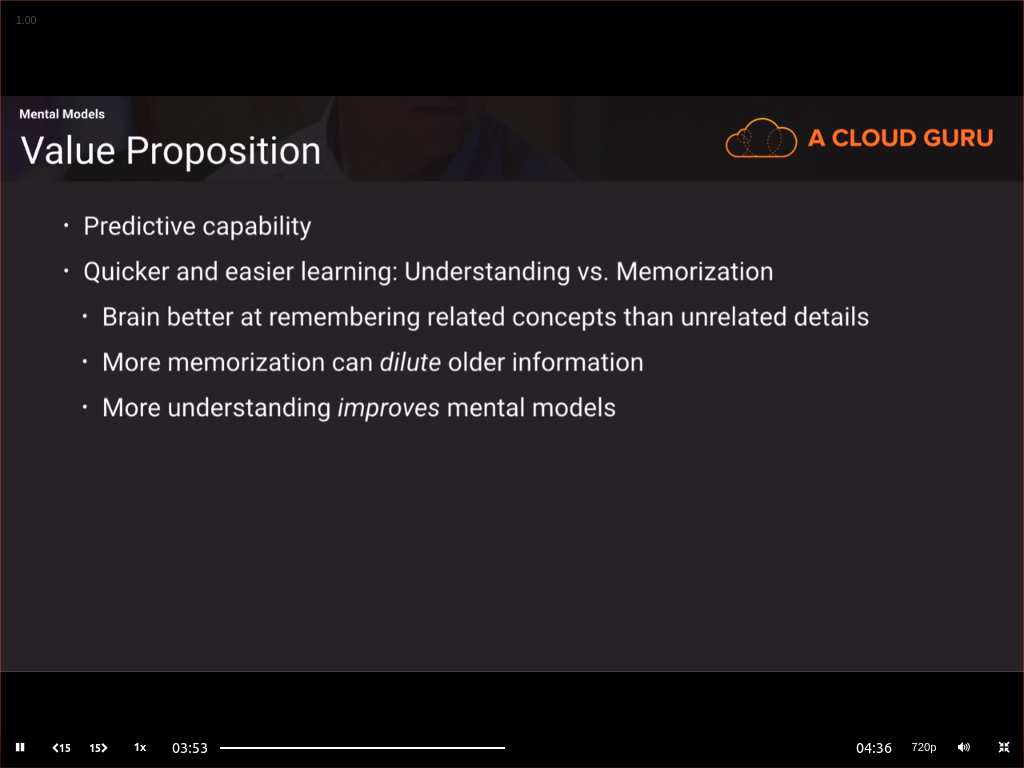 1.00
Mental Models
Value Proposition
A CLOUD GURU
· Predictive capability
· Quicker and easier learning: Understanding vs. Memorization
· Brain better at remembering related concepts than unrelated details
· More memorization can dilute older information
· More understanding improves mental models
15 15 1x 03:53 04:36 720p